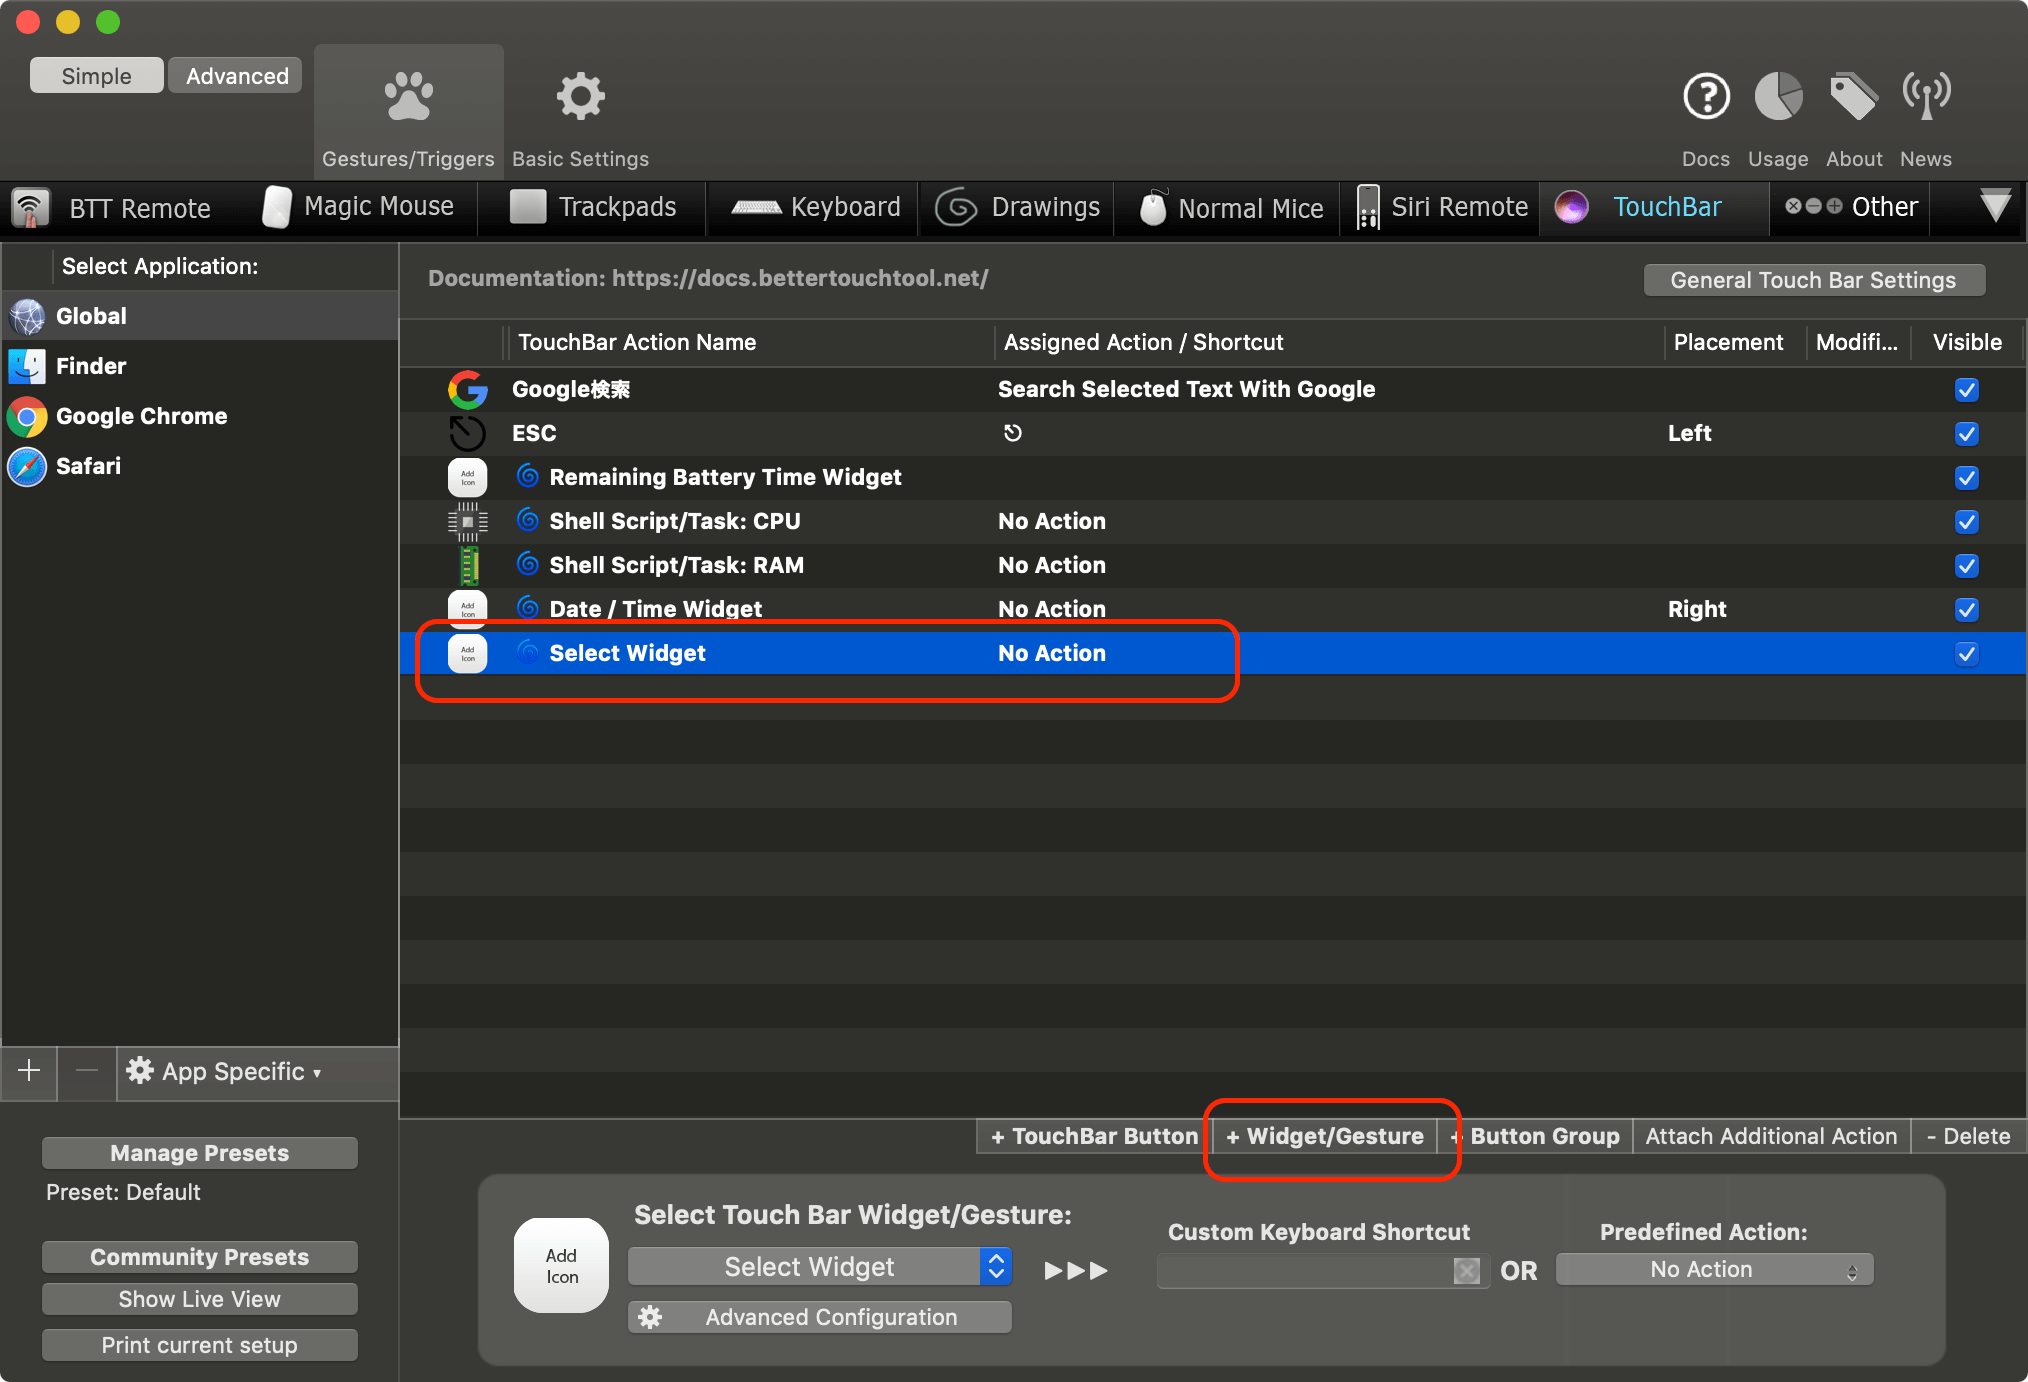 Simple
Advanced
Gestures/Triggers
Basic Settings
Docs
Usage
About
News
BTT Remote
Magic Mouse
Trackpads
Keyboard
Drawings
Normal Mice
Siri Remote
TouchBar
Other
Select Application:
Global
Finder
Google Chrome
Safari
Documentation: https://docs.bettertouchtool.net/
General Touch Bar Settings
TouchBar Action Name
Assigned Action / Shortcut
Placement
Modifi...
Visible
Google検索
Search Selected Text With Google
ESC
Left
Add
Icon
Remaining Battery Time Widget
Shell Script/Task: CPU
No Action
Shell Script/Task: RAM
No Action
Add
Icon
Date / Time Widget
No Action
Right
Add
Icon
Select Widget
No Action
App Specific
+ TouchBar Button
+ Widget/Gesture
+ Button Group
Attach Additional Action
- Delete
Manage Presets
Preset: Default
Community Presets
Show Live View
Print current setup
Add
Icon
Select Touch Bar Widget/Gesture:
Select Widget
Advanced Configuration
Custom Keyboard Shortcut
OR
Predefined Action:
No Action